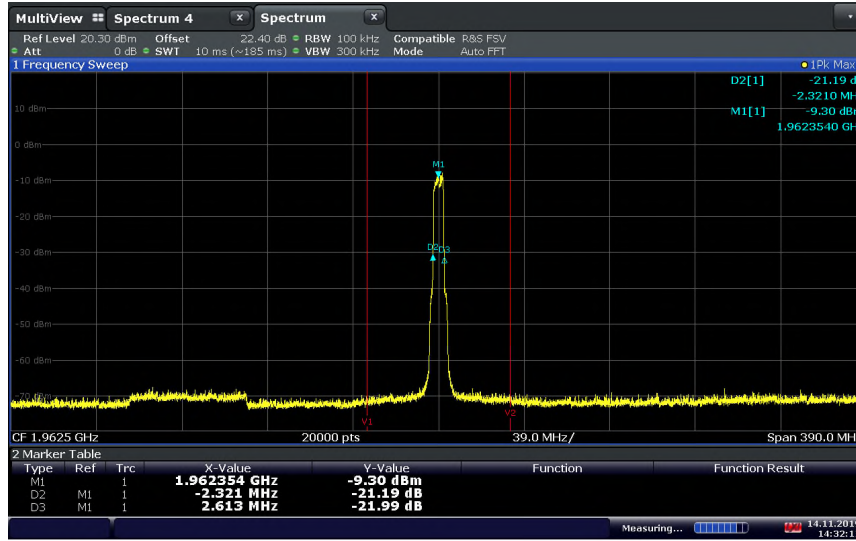 MultiView Spectrum 4 x Spectrum x
Ref Level 20.30 dBm Offset 22.40 dB RBW 100 kHz Compatible R&S FSV
Att 0 dB SWT 10 ms (~185 ms) VBW 300 kHz Mode Auto FFT
1 Frequency Sweep 1Pk Max
D2[1] -21.19 d
-2.3210 MH
10 dBm
M1[1] -9.30 dB
1.9623540 GH
0 dBm
M1
-10 dBm
-20 dBm
D2 D3
-30 dBm
-40 dBm
-50 dBm
-60 dBm
-70 dBm
V1 V2
CF 1.9625 GHz 20000 pts 39.0 MHz/ Span 390.0 MH
2 Marker Table
Type Ref Trc X-Value Y-Value Function Function Result
M1 1 1.962354 GHz -9.30 dBm
D2 M1 1 -2.321 MHz -21.19 dB
D3 M1 1 2.613 MHz -21.99 dB
Measuring... 14.11.201
14:32:1